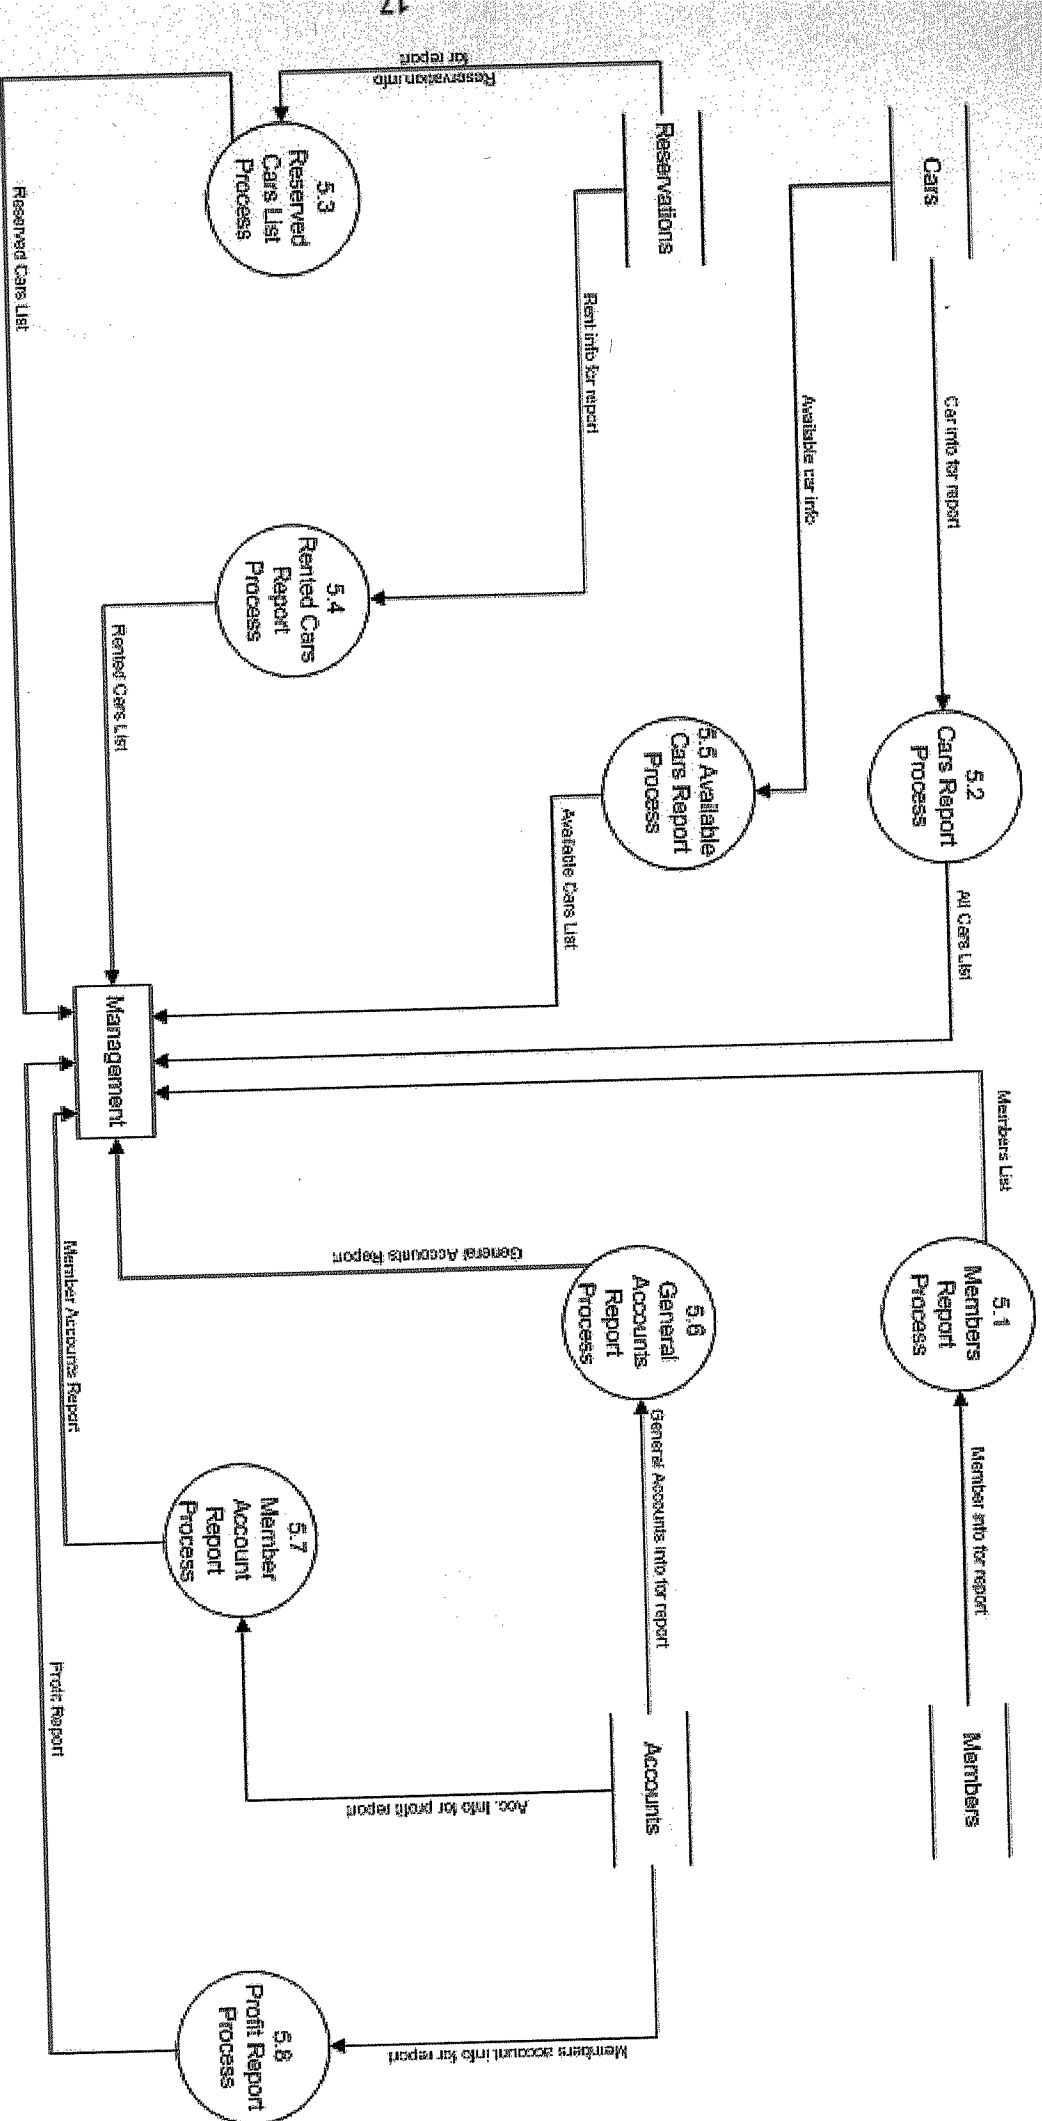 Cars
Car info for report
5.2
Cars Report
Process
All Cars List
Members List
5.1
Members
Report
Process
Member info for report
Members
Available car info
5.5 Available
Cars Report
Process
Available Cars List
Reservations
Reservation info
for report
Rent info for report
5.6
General
Accounts
Report
Process
General Accounts info for report
General Accounts Report
Accounts
5.3
Reserved
Cars List
Process
5.4
Rented Cars
Report
Process
Rented Cars List
5.7
Member
Account
Report
Process
Acc. Info for profit report
5.8
Profit Report
Process
Members account info for report
Management
Reserved Cars List
Member Accounts Report
Profit Report
17